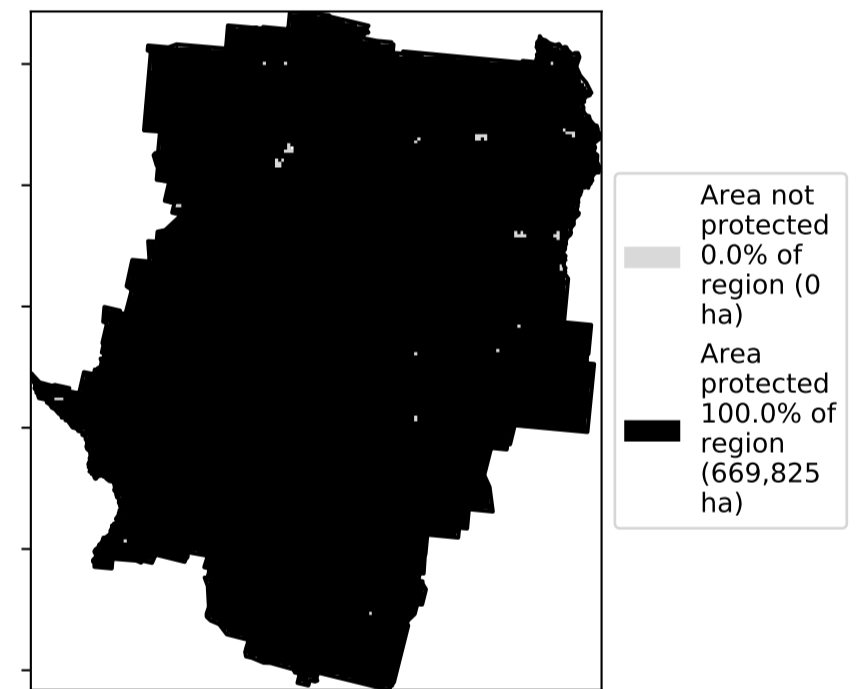 Area not
protected
0.0% of
region (0
ha)
Area
protected
100.0% of
region
(669,825
ha)